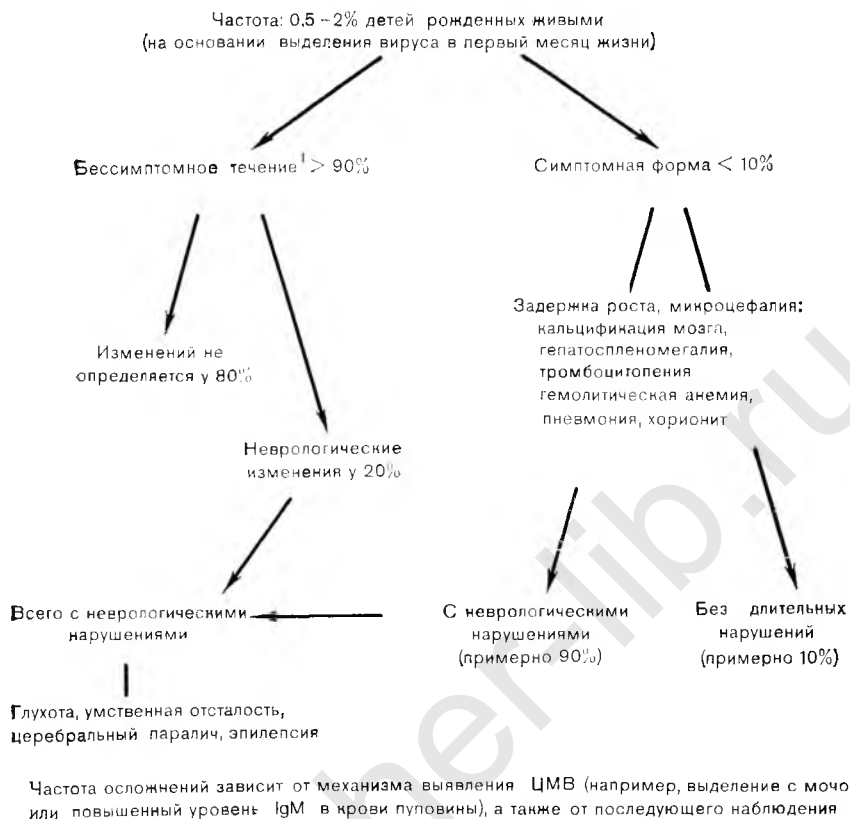 Частота: 0,5–2% детей рожденных живыми
(на основании выделения вируса в первый месяц жизни)
Бессимптомное течение¹ > 90%
Симптомная форма < 10%
Изменений не
определяется у 80%
Неврологические
изменения у 20%
Задержка роста, микроцефалия:
кальцификация мозга,
гепатоспленомегалия,
тромбоцитопения
гемолитическая анемия,
пневмония, хорионит
Всего с неврологическими
нарушениями
С неврологическими
нарушениями
(примерно 90%)
Без длительных
нарушений
(примерно 10%)
Глухота, умственная отсталость,
церебральный паралич, эпилепсия
Частота осложнений зависит от механизма выявления ЦМВ (например, выделение с мочо
или повышенный уровень IgM в крови пуповины), а также от последующего наблюдения
her-lib.ru